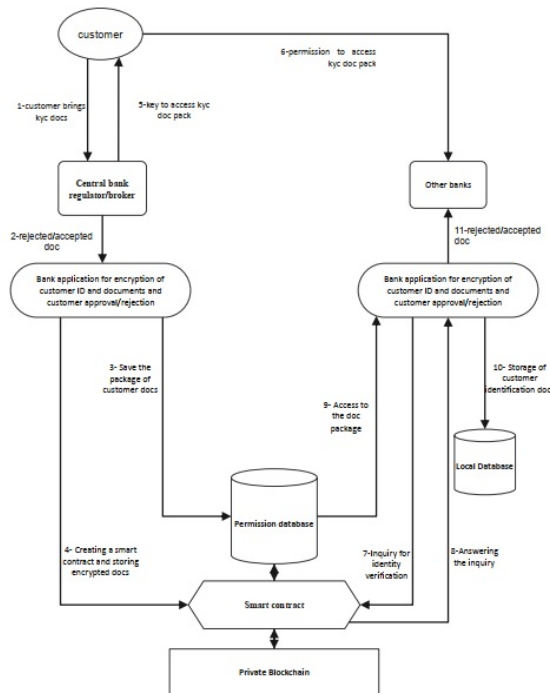 customer
6-permission to access
kyc doc pack
1-customer brings
kyc docs
5-key to access kyc
doc pack
Central bank
regulator/broker
Other banks
2-rejected/accepted
doc
11-rejected/accepted
doc
Bank application for encryption of
customer ID and documents and
customer approval/rejection
Bank application for encryption of
customer ID and documents and
customer approval/rejection
3- Save the
package of
customer docs
10- Storage of
customer
identification doc
9- Access to
the doc
package
Local Database
Permission database
4- Creating a smart
contract and storing
encrypted docs
7-Inquiry for
identity
verification
8-Answering
the inquiry
Smart contract
Private Blockchain